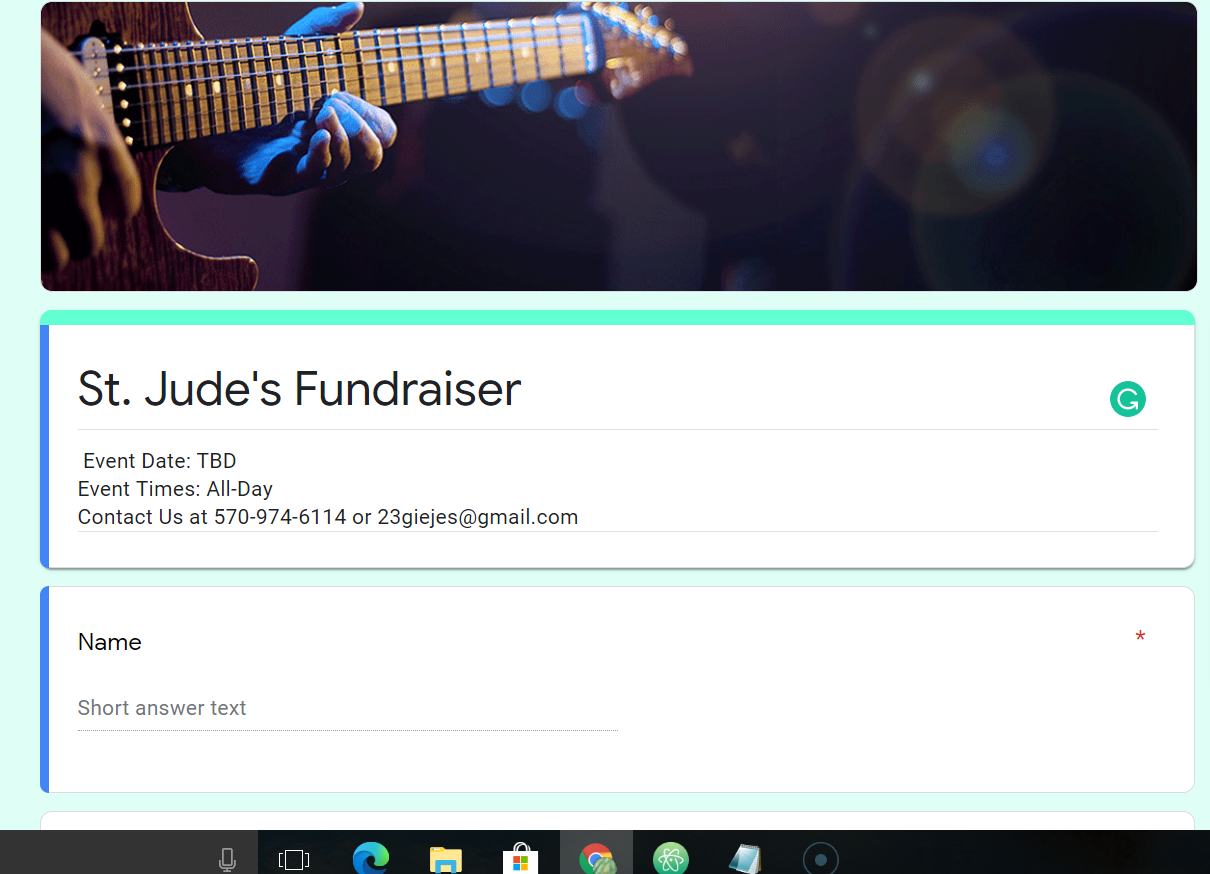 St. Jude's Fundraiser
Event Date: TBD
Event Times: All-Day
Contact Us at 570-974-6114 or 23giejes@gmail.com
Name
*
Short answer text